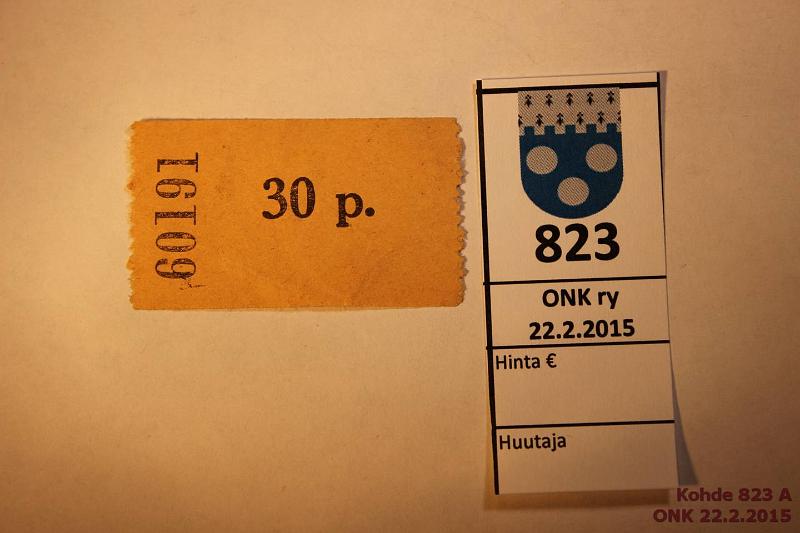 60191
30 p.
823
ONK ry
22.2.2015
Hinta €
Huutaja
Kohde 823 A
ONK 22.2.2015